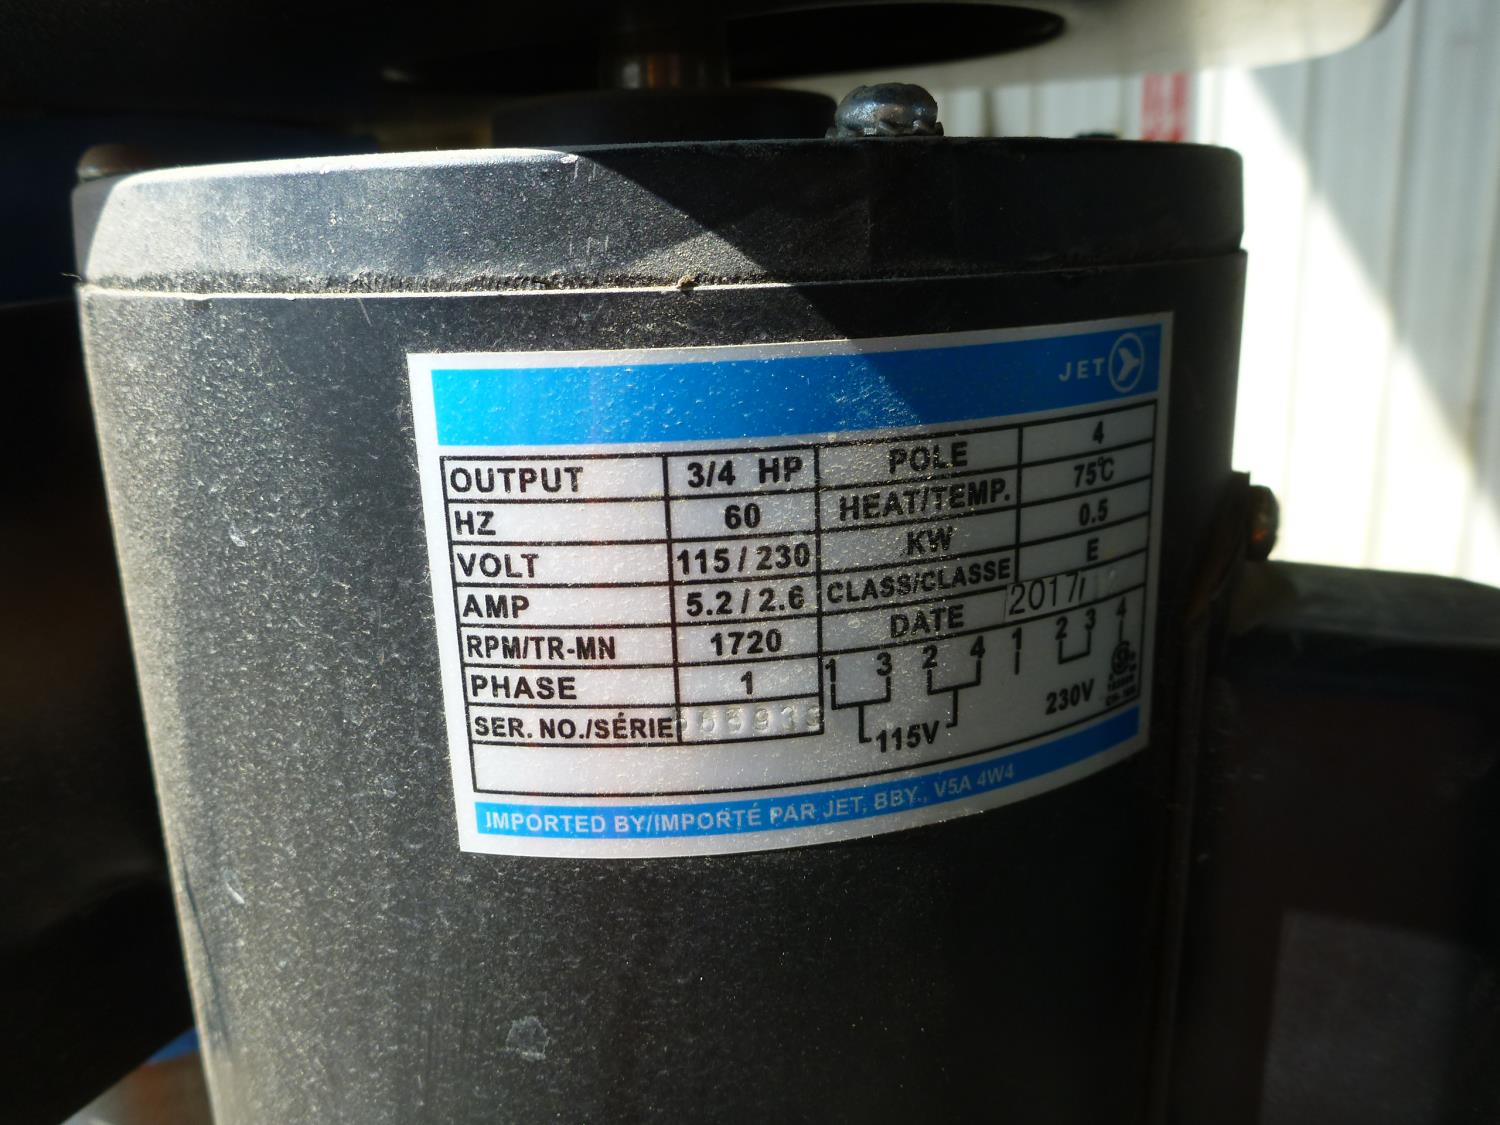 JET
OUTPUT 3/4 HP POLE 4
HZ 60 HEAT/TEMP. 75℃
VOLT 115 / 230 KW 0.5
AMP 5.2 / 2.6 CLASS/CLASSE E
RPM/TR-MN 1720 DATE 2017/
PHASE 1
1 3 2 4 1 2 3 4
SER. NO./SÉRIE
115V 230V
IMPORTED BY/IMPORTÉ PAR JET, BBY., V5A 4W4